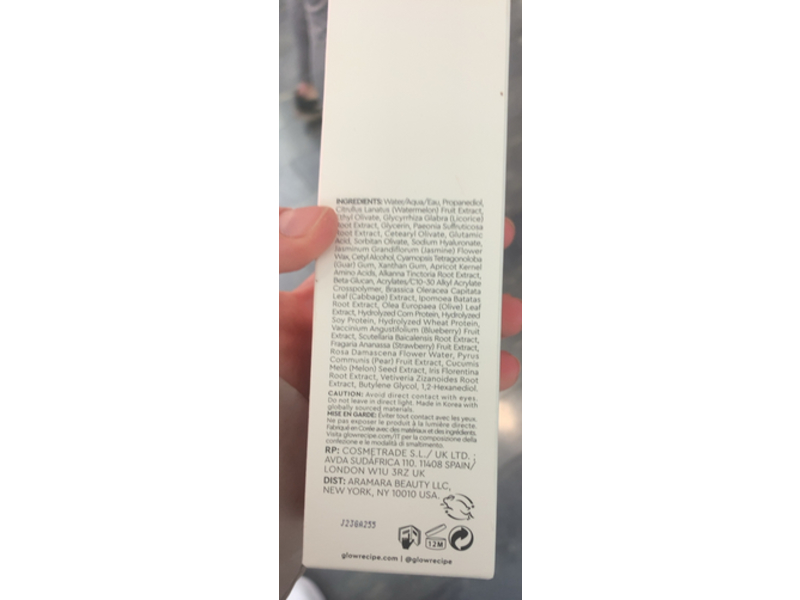 INGREDIENTS: Water/Aqua/Eau, Propanediol,
Citrullus Lanatus (Watermelon) Fruit Extract,
Ethyl Olivate, Glycyrrhiza Glabra (Licorice)
Root Extract, Glycerin, Paeonia Suffruticosa
Root Extract, Cetearyl Olivate, Glutamic
Acid, Sorbitan Olivate, Sodium Hyaluronate,
Jasminum Grandiflorum (Jasmine) Flower
Wax, Cetyl Alcohol, Cyamopsis Tetragonoloba
(Guar) Gum, Xanthan Gum, Apricot Kernel
Amino Acids, Alkanna Tinctoria Root Extract,
Beta-Glucan, Acrylates/C10-30 Alkyl Acrylate
Crosspolymer, Brassica Oleracea Capitata
Leaf (Cabbage) Extract, Ipomoea Batatas
Root Extract, Olea Europaea (Olive) Leaf
Extract, Hydrolyzed Corn Protein, Hydrolyzed
Soy Protein, Hydrolyzed Wheat Protein,
Vaccinium Angustifolium (Blueberry) Fruit
Extract, Scutellaria Baicalensis Root Extract,
Fragaria Ananassa (Strawberry) Fruit Extract,
Rosa Damascena Flower Water, Pyrus
Communis (Pear) Fruit Extract, Cucumis
Melo (Melon) Seed Extract, Iris Florentina
Root Extract, Vetiveria Zizanoides Root
Extract, Butylene Glycol, 1,2-Hexanediol.
CAUTION: Avoid direct contact with eyes.
Do not leave in direct light. Made in Korea with
globally sourced materials.
MISE EN GARDE: Éviter tout contact avec les yeux.
Ne pas exposer le produit à la lumière directe.
Fabriqué en Corée avec des matériaux et des ingrédients.
Visita glowrecipe.com/IT per la composizione della
confezione e le modalità di smaltimento.
RP: COSMETRADE S.L./ UK LTD. ;
AVDA SUDÁFRICA 110, 11408 SPAIN/
LONDON W1U 3RZ UK
DIST: ARAMARA BEAUTY LLC,
NEW YORK, NY 10010 USA.
12M
glowrecipe.com | @glowrecipe